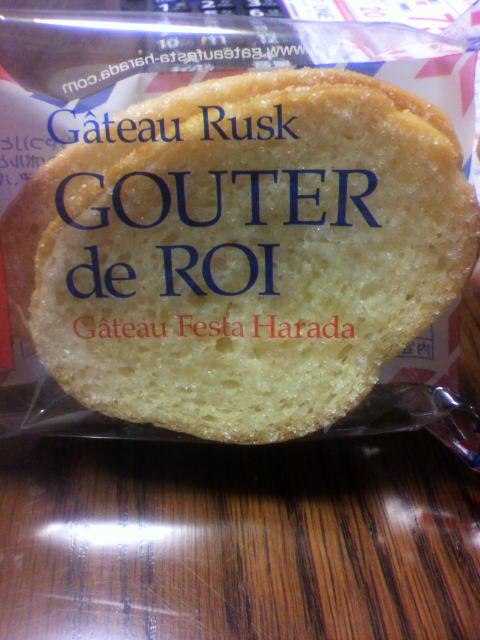 www.gateaufesta-harada.com
Gâteau Rusk
GOUTER
de ROI
Gâteau Festa Harada